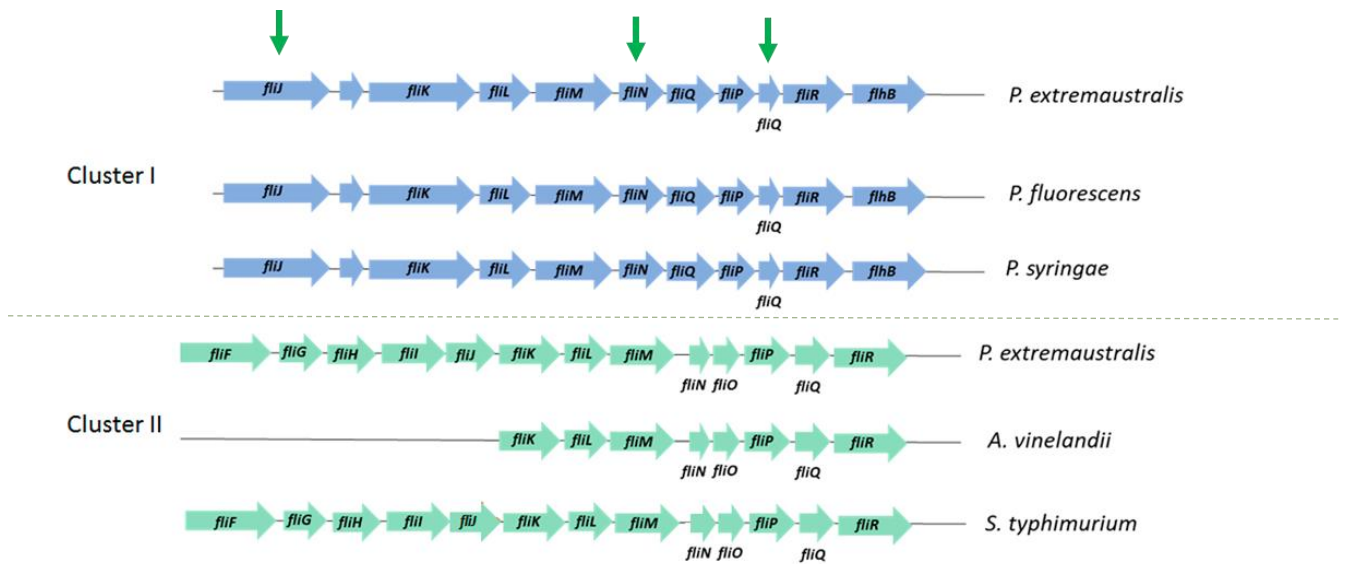 fliJ fliK fliL fliM fliN fliQ fliP fliR flhB P. extremaustralis
fliQ
Cluster I
fliJ fliK fliL fliM fliN fliQ fliP fliR flhB P. fluorescens
fliQ
fliJ fliK fliL fliM fliN fliQ fliP fliR flhB P. syringae
fliQ
fliF fliG fliH fliI fliJ fliK fliL fliM fliP fliR P. extremaustralis
fliN fliO fliQ
Cluster II
fliK fliL fliM fliP fliR A. vinelandii
fliN fliO fliQ
fliF fliG fliH fliI fliJ fliK fliL fliM fliP fliR S. typhimurium
fliN fliO fliQ